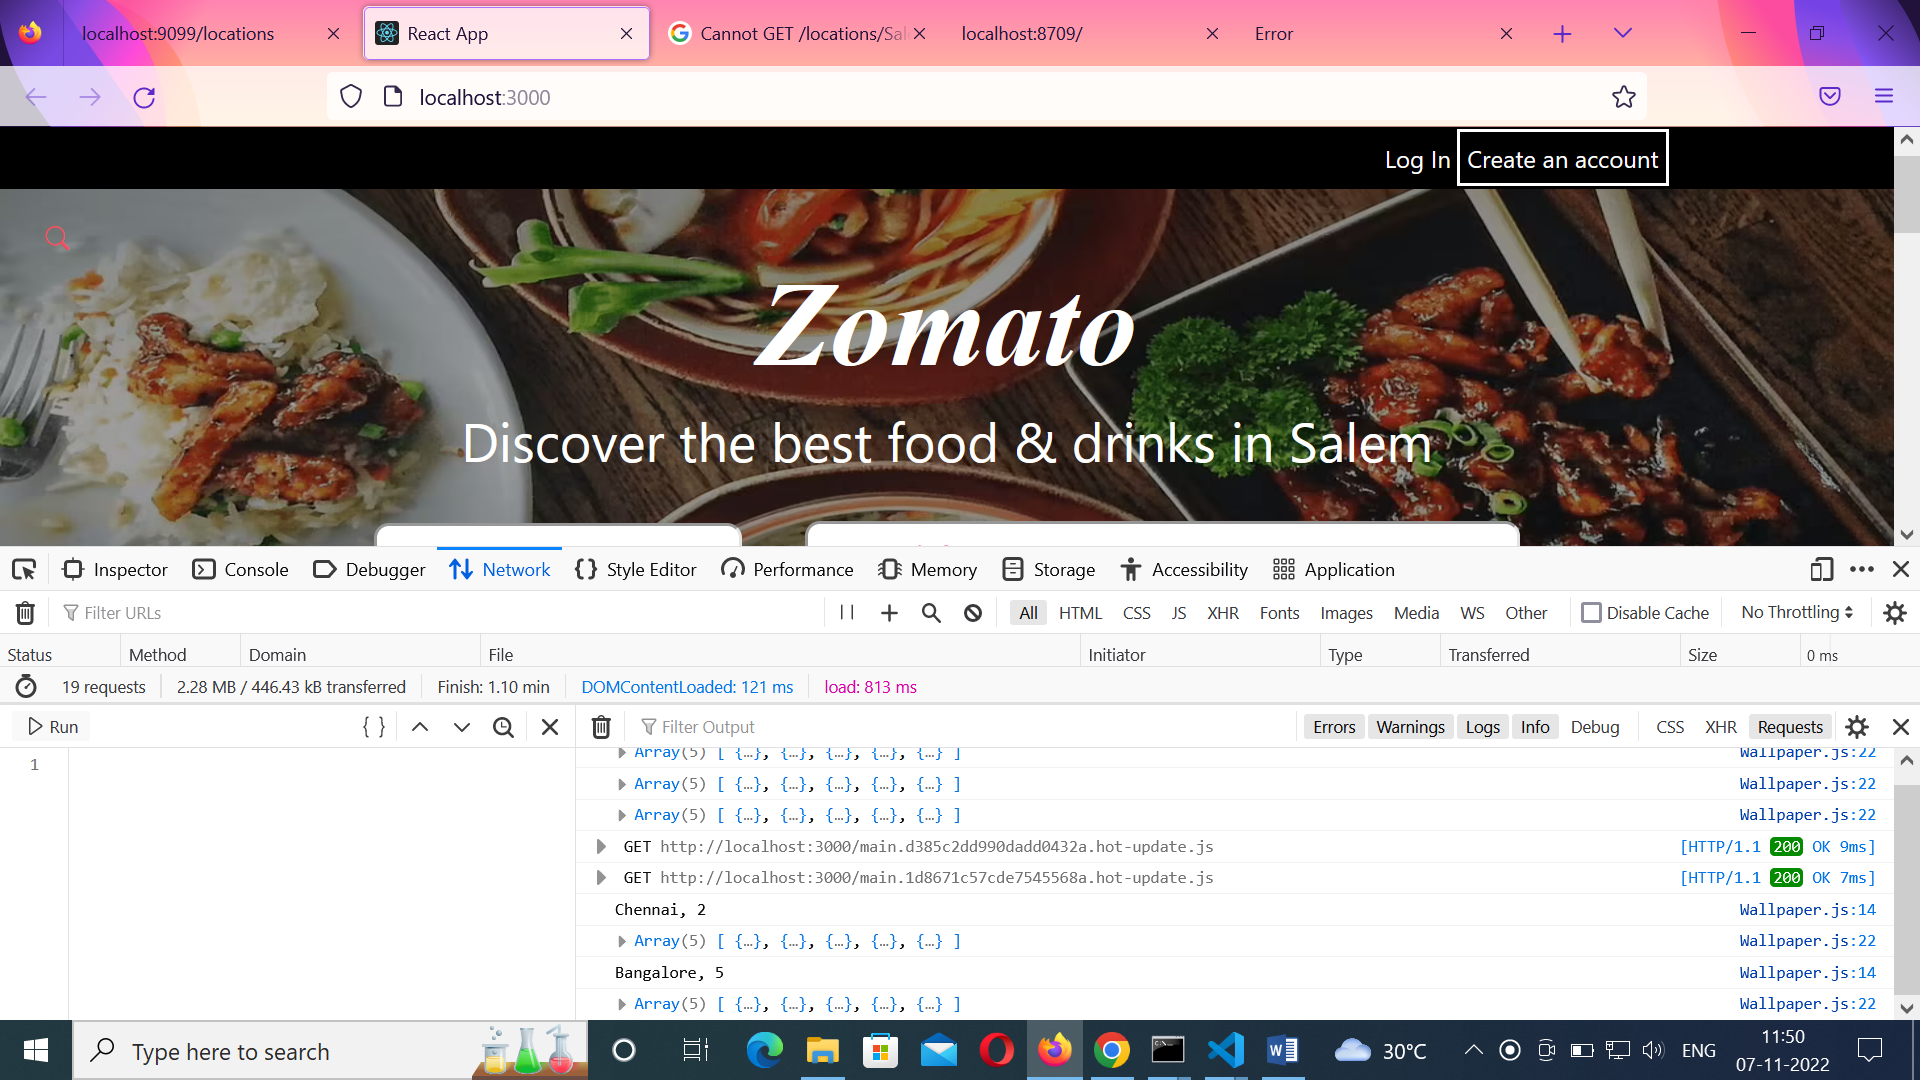 localhost:9099/locations
React App
Cannot GET /locations/Sal
localhost:8709/
Error
localhost:3000
Log In
Create an account
Zomato
Discover the best food & drinks in Salem
Inspector
Console
Debugger
Network
Style Editor
Performance
Memory
Storage
Accessibility
Application
Filter URLs
All
HTML
CSS
JS
XHR
Fonts
Images
Media
WS
Other
Disable Cache
No Throttling
Status
Method
Domain
File
Initiator
Type
Transferred
Size
0 ms
19 requests
2.28 MB / 446.43 kB transferred
Finish: 1.10 min
DOMContentLoaded: 121 ms
load: 813 ms
Run
{ }
Filter Output
Errors
Warnings
Logs
Info
Debug
CSS
XHR
Requests
1
Array(5) [ {…}, {…}, {…}, {…}, {…} ] Wallpaper.js:22
Array(5) [ {…}, {…}, {…}, {…}, {…} ] Wallpaper.js:22
Array(5) [ {…}, {…}, {…}, {…}, {…} ] Wallpaper.js:22
GET http://localhost:3000/main.d385c2dd990dadd0432a.hot-update.js [HTTP/1.1 200 OK 9ms]
GET http://localhost:3000/main.1d8671c57cde7545568a.hot-update.js [HTTP/1.1 200 OK 7ms]
Chennai, 2 Wallpaper.js:14
Array(5) [ {…}, {…}, {…}, {…}, {…} ] Wallpaper.js:22
Bangalore, 5 Wallpaper.js:14
Array(5) [ {…}, {…}, {…}, {…}, {…} ] Wallpaper.js:22
Type here to search
30°C
ENG
11:50
07-11-2022